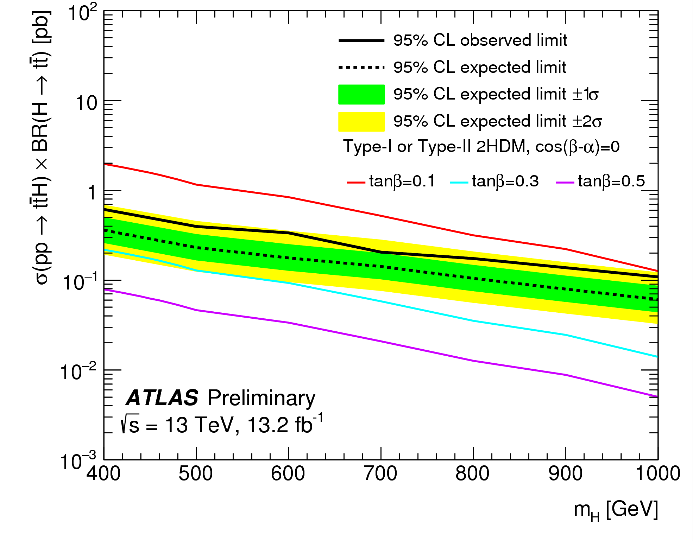 σ(pp → tt̄H) × BR(H → tt̄) [pb]
10²
10
1
10⁻¹
10⁻²
10⁻³
95% CL observed limit
95% CL expected limit
95% CL expected limit ±1σ
95% CL expected limit ±2σ
Type-I or Type-II 2HDM, cos(β-α)=0
tanβ=0.1 tanβ=0.3 tanβ=0.5
ATLAS Preliminary
√s = 13 TeV, 13.2 fb⁻¹
400 500 600 700 800 900 1000
m_H [GeV]